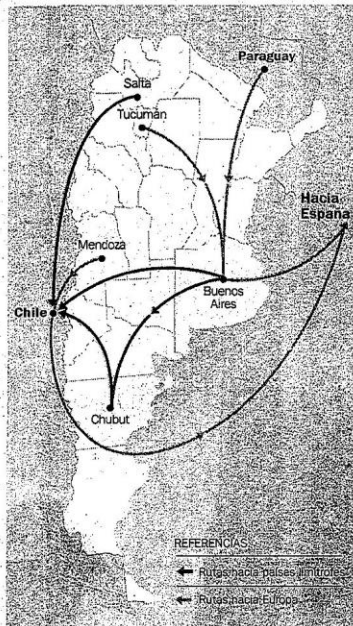 Paraguay
Salta
Tucumán
Hacia
España
Mendoza
Buenos
Aires
Chile
Chubut
REFERENCIAS
Rutas hacia países limítrofes
Rutas hacia Europa